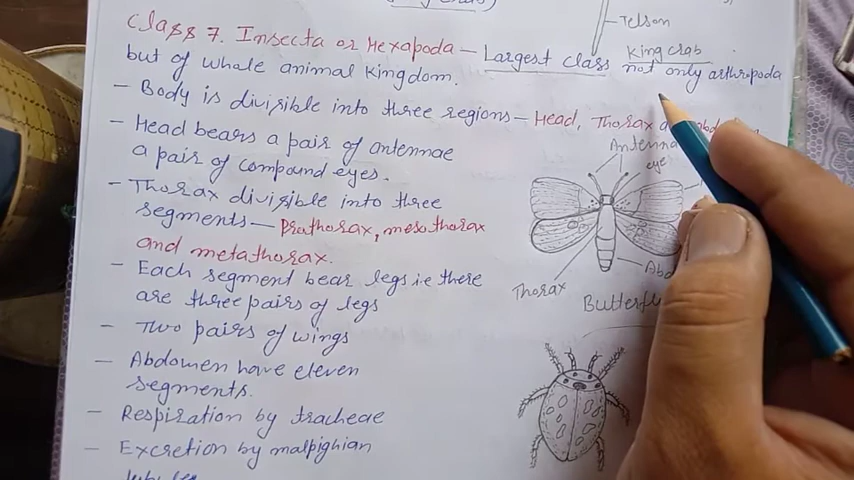 Telson
King crab
Class 7. Insecta or Hexapoda - Largest class not only arthropoda
but of whole animal kingdom.
- Body is divisible into three regions - Head, Thorax
- Head bears a pair of antennae
a pair of compound eyes.
- Thorax divisible into three
segments - Prothorax, mesothorax
and metathorax.
- Each segment bear legs i.e there
are three pairs of legs
- Two pairs of wings
- Abdomen have eleven
segments.
- Respiration by tracheae
- Excretion by malpighian
Antenna
eye
Thorax
Abd
Butterfly